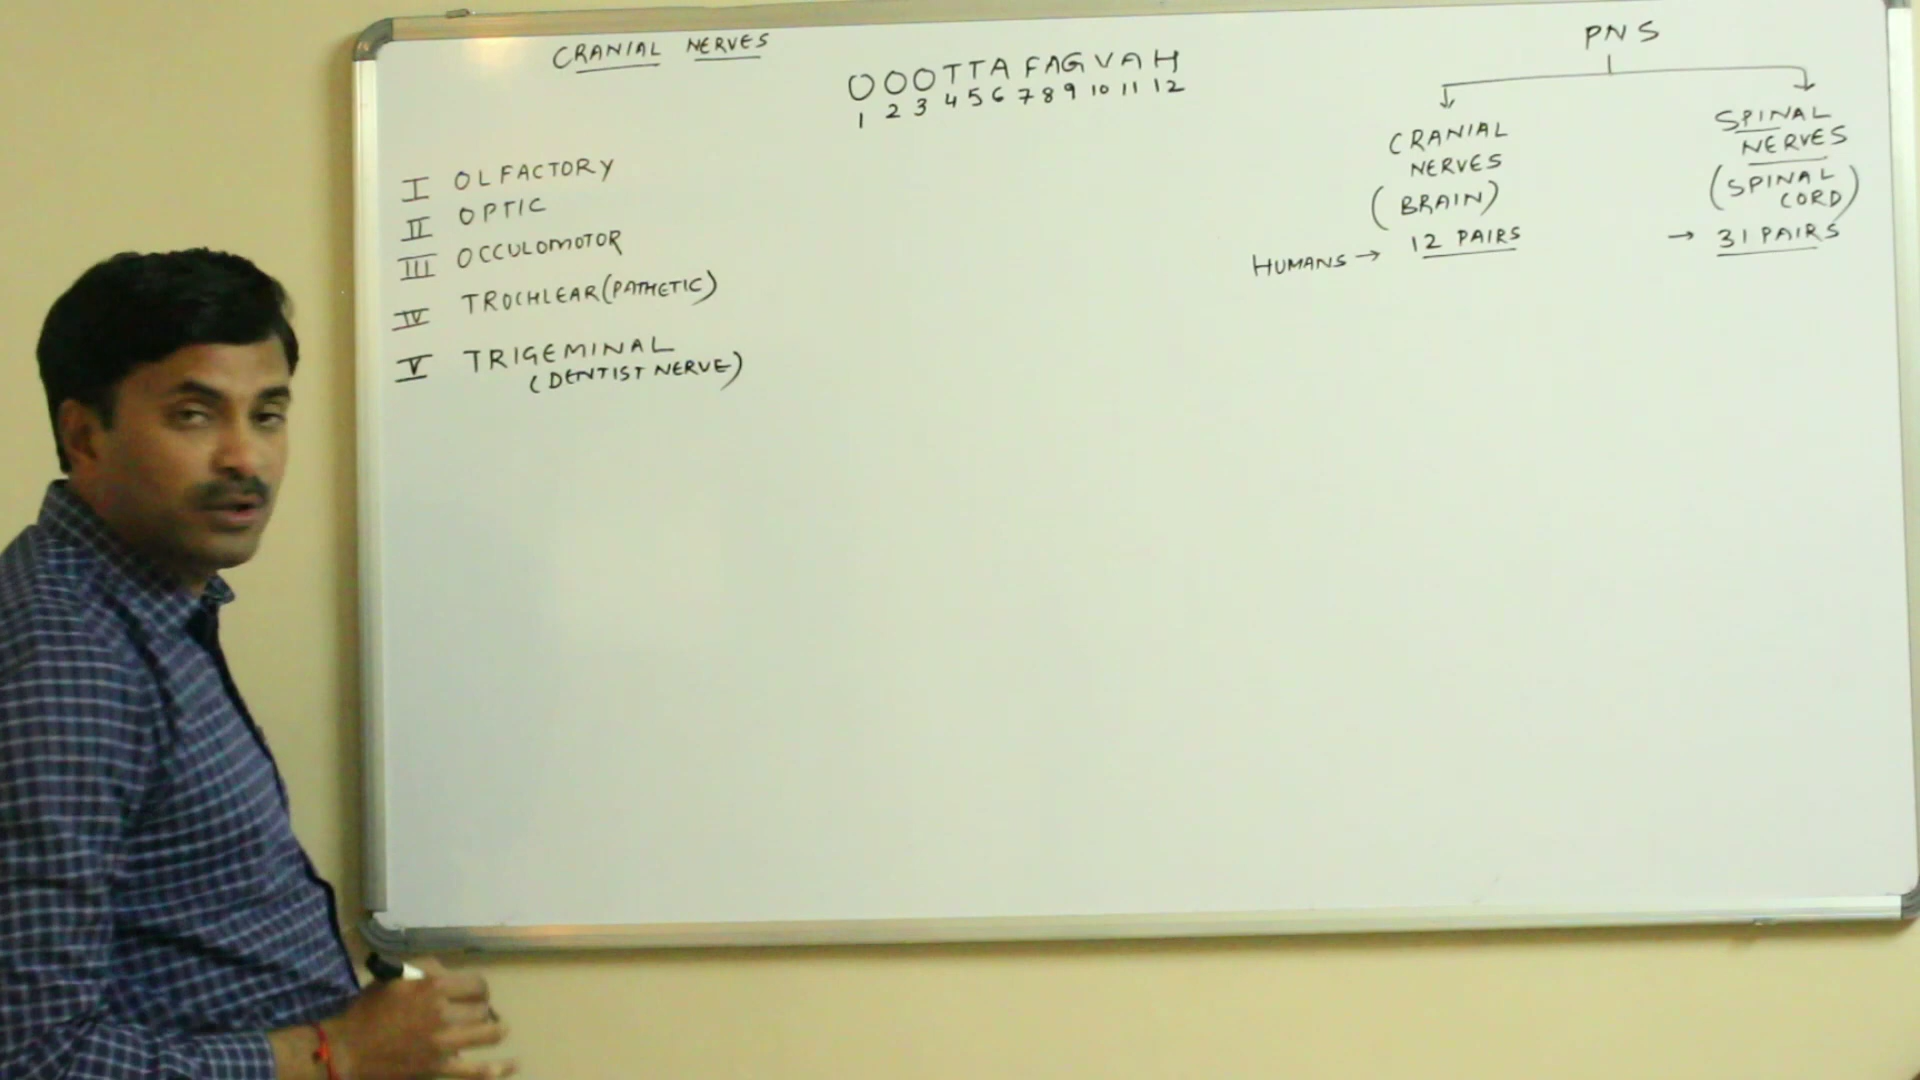 CRANIAL NERVES
OOOTTA FAGVAH
1 2 3 4 5 6 7 8 9 10 11 12
I OLFACTORY
II OPTIC
III OCCULOMOTOR
IV TROCHLEAR (PATHETIC)
V TRIGEMINAL
(DENTIST NERVE)
PNS
CRANIAL
NERVES
(BRAIN)
HUMANS → 12 PAIRS
SPINAL
NERVES
(SPINAL
CORD)
→ 31 PAIRS